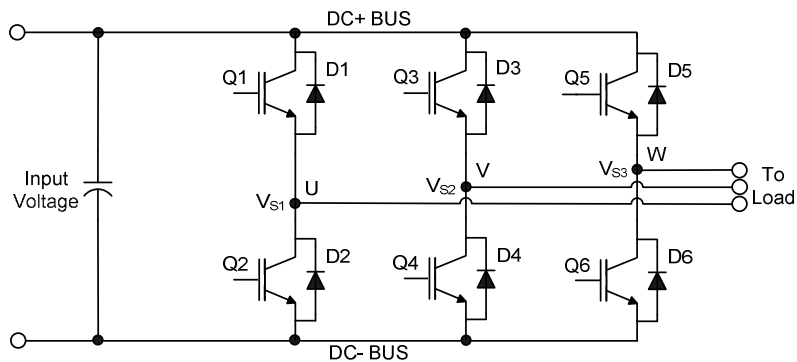 DC+ BUS
Q1
D1
Q3
D3
Q5
D5
Input
Voltage
VS1
U
VS2
V
VS3
W
To
Load
Q2
D2
Q4
D4
Q6
D6
DC- BUS